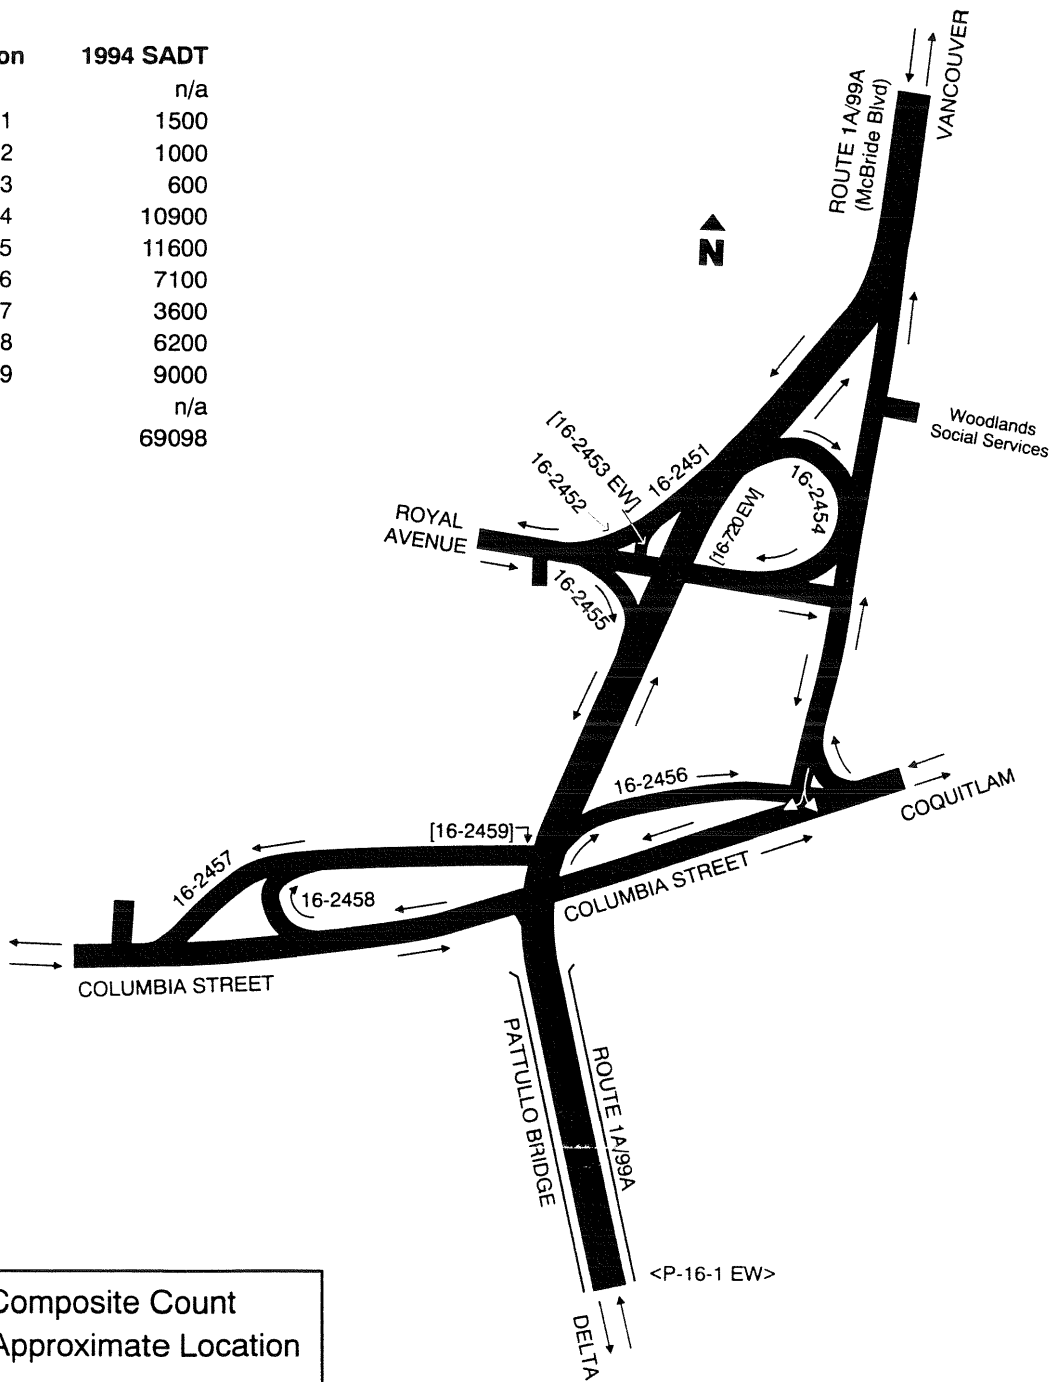 on 1994 SADT
n/a
1 1500
2 1000
3 600
4 10900
5 11600
6 7100
7 3600
8 6200
9 9000
n/a
69098
VANCOUVER
ROUTE 1A/99A
(McBride Blvd)
N
Woodlands
Social Services
[16-2453 EW]
16-2452
16-2451
16-2454
[16-720 EW]
ROYAL
AVENUE
16-2455
16-2456
COQUITLAM
[16-2459]
16-2457
16-2458
COLUMBIA STREET
COLUMBIA STREET
PATTULLO BRIDGE
ROUTE 1A/99A
<P-16-1 EW>
DELTA
Composite Count
Approximate Location